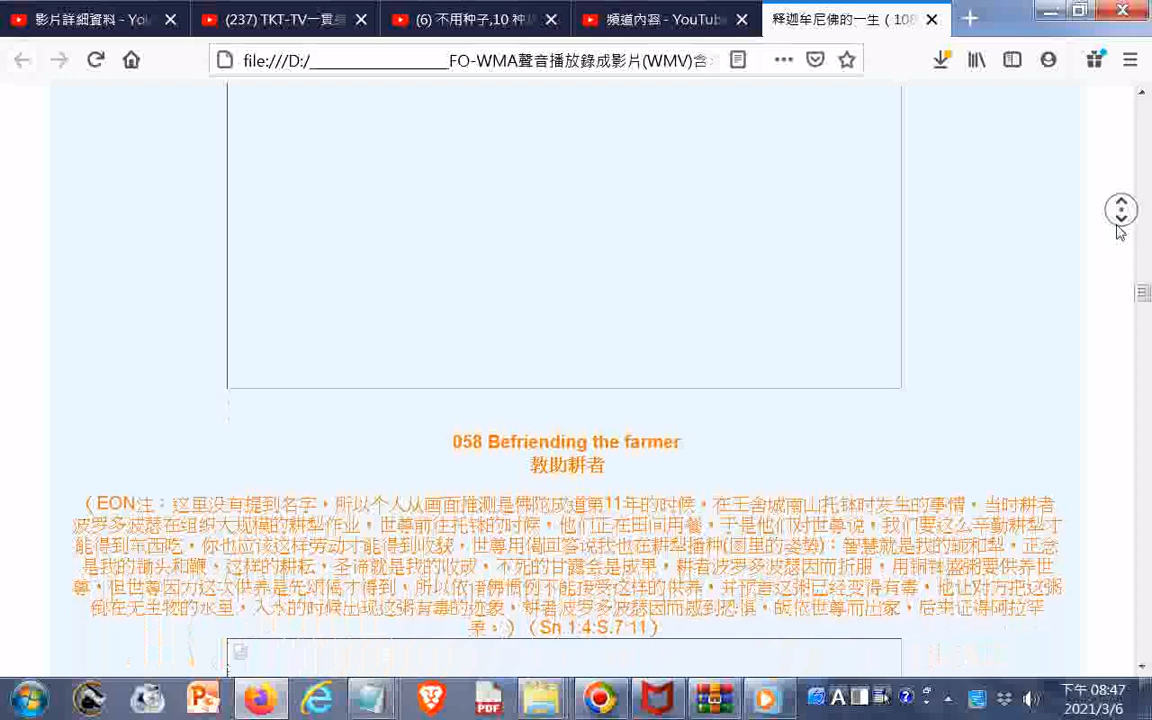 影片詳細資料 - Yo
(237) TKT-TV一貫
(6) 不用种子,10 种
頻道內容 - YouTub
释迦牟尼佛的一生（108
file:///D:/________________FO-WMA聲音播放錄成影片(WMV)含
058 Befriending the farmer
教助耕者
（EON注：这里没有提到名字，所以个人从画面推测是佛陀成道第11年的时候，在王舍城南山托钵时发生的事情，当时耕者
波罗多波瑟在组织大规模的耕犁作业，世尊前往托钵的时候，他们正在田间用餐，于是他们对世尊说，我们要这么辛勤耕犁才
能得到东西吃，你也应该这样劳动才能得到收获，世尊用偈回答说我也在耕犁播种(图里的姿势)：智慧就是我的轭和犁，正念
是我的锄头和鞭，这样的耕耘，圣谛就是我的收成，不死的甘露会是成果，耕者波罗多波瑟因而折服，用铜钵盛粥要供养世
尊，但世尊因为这次供养是先颂偈才得到，所以依诸佛惯例不能接受这样的供养，并预言这粥已经变得有毒，他让对方把这粥
倒在无生物的水里，入水的时候出现这粥有毒的迹象，耕者波罗多波瑟因而感到恐惧，皈依世尊而出家，后来证得阿拉罕
果。）（Sn.1:4:S.7:11）
PDF
A
下午 08:47
2021/3/6